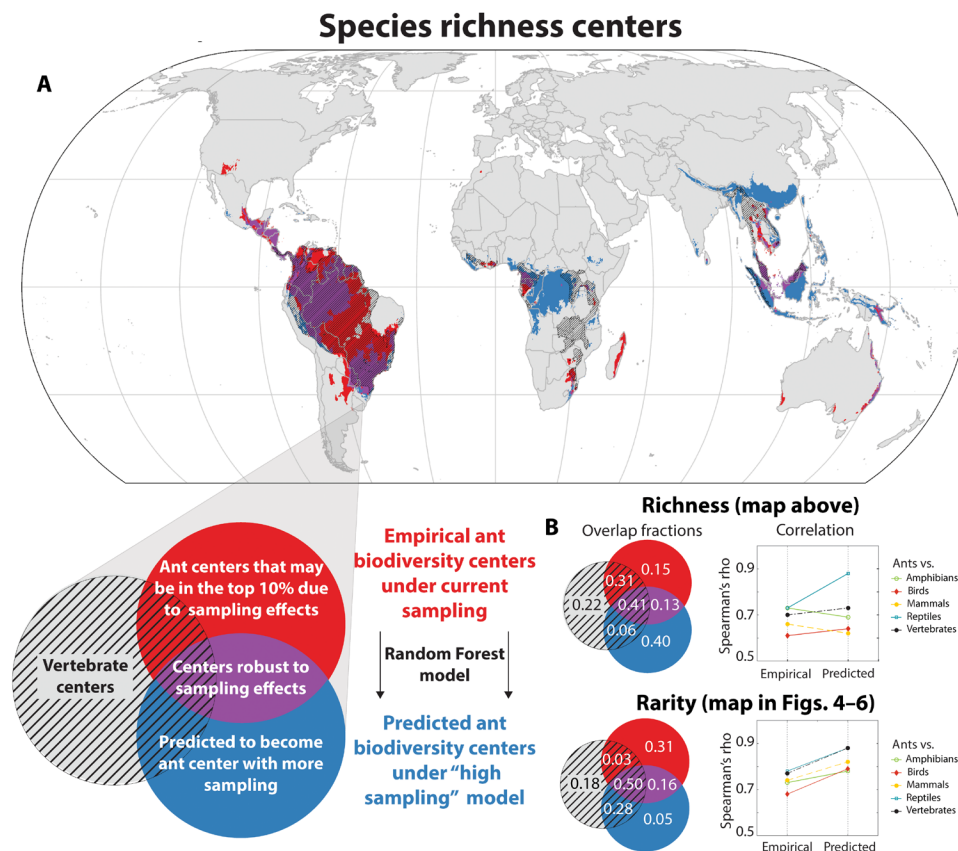 Species richness centers
A
Ant centers that may
be in the top 10% due
to sampling effects
Vertebrate
centers
Centers robust to
sampling effects
Predicted to become
ant center with more
sampling
Empirical ant
biodiversity centers
under current
sampling
Random Forest
model
Predicted ant
biodiversity centers
under “high
sampling” model
B
Richness (map above)
Overlap fractions
0.15
0.31
0.22
0.41
0.13
0.06
0.40
Correlation
Spearman's rho
0.9
0.7
0.5
Empirical
Predicted
Ants vs.
Amphibians
Birds
Mammals
Reptiles
Vertebrates
Rarity (map in Figs. 4–6)
0.31
0.03
0.18
0.50
0.16
0.28
0.05
Spearman's rho
0.9
0.7
0.5
Empirical
Predicted
Ants vs.
Amphibians
Birds
Mammals
Reptiles
Vertebrates